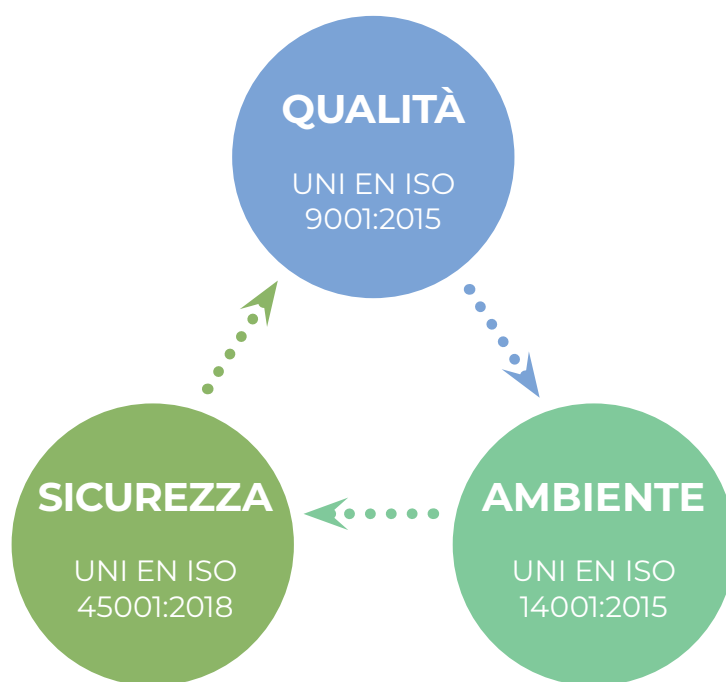 QUALITÀ
UNI EN ISO
9001:2015
SICUREZZA
UNI EN ISO
45001:2018
AMBIENTE
UNI EN ISO
14001:2015